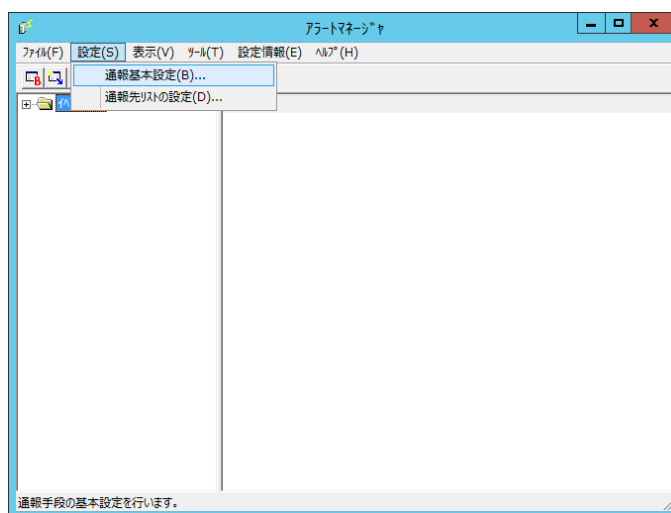 アラートマネージャ
ファイル(F) 設定(S) 表示(V) ツール(T) 設定情報(E) ヘルプ(H)
通報基本設定(B)...
通報先リストの設定(D)...
通報手段の基本設定を行います。